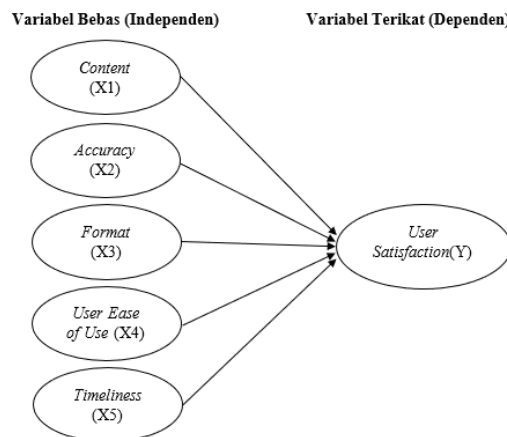 Variabel Bebas (Independen)
Variabel Terikat (Dependen)
Content
(X1)
Accuracy
(X2)
Format
(X3)
User Ease
of Use (X4)
Timeliness
(X5)
User
Satisfaction(Y)